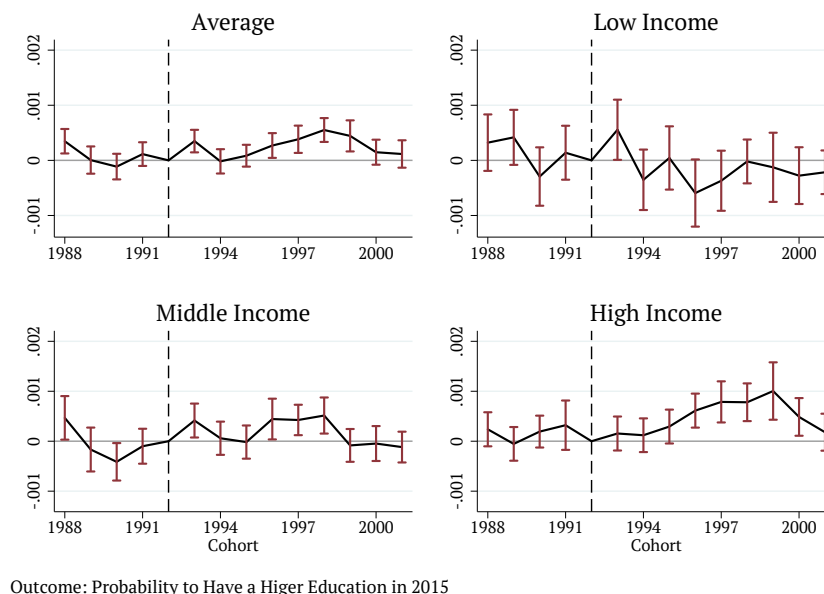 Average
.002
.001
0
-.001
1988 1991 1994 1997 2000
Low Income
.002
.001
0
-.001
1988 1991 1994 1997 2000
Middle Income
.002
.001
0
-.001
1988 1991 1994 1997 2000
Cohort
High Income
.002
.001
0
-.001
1988 1991 1994 1997 2000
Cohort
Outcome: Probability to Have a Higer Education in 2015